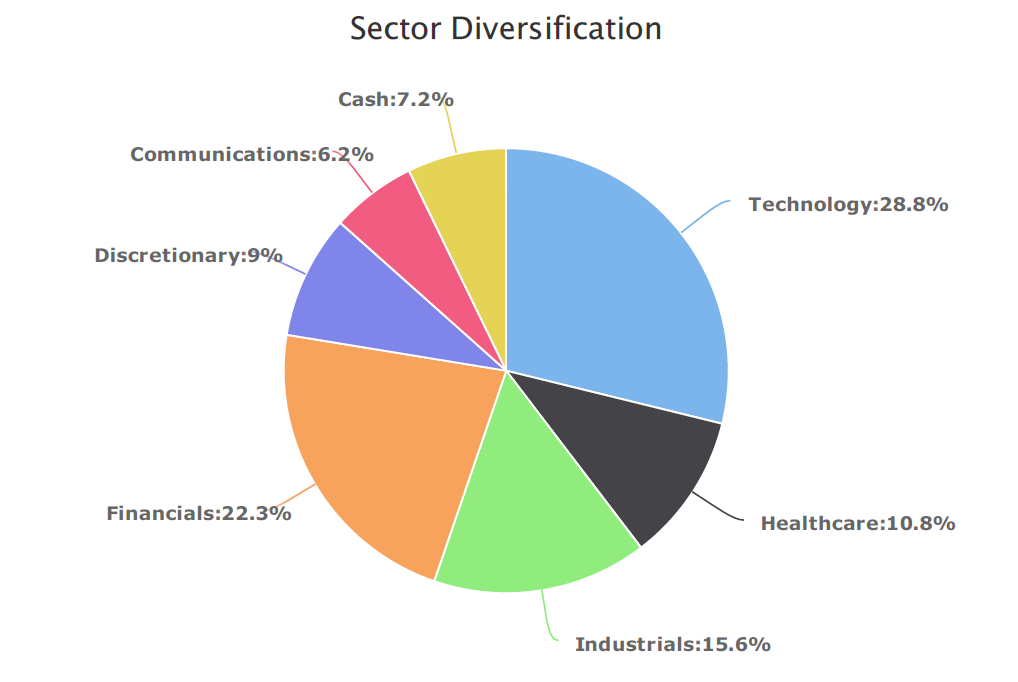 Sector Diversification
Cash:7.2%
Communications:6.2%
Technology:28.8%
Discretionary:9%
Financials:22.3%
Healthcare:10.8%
Industrials:15.6%